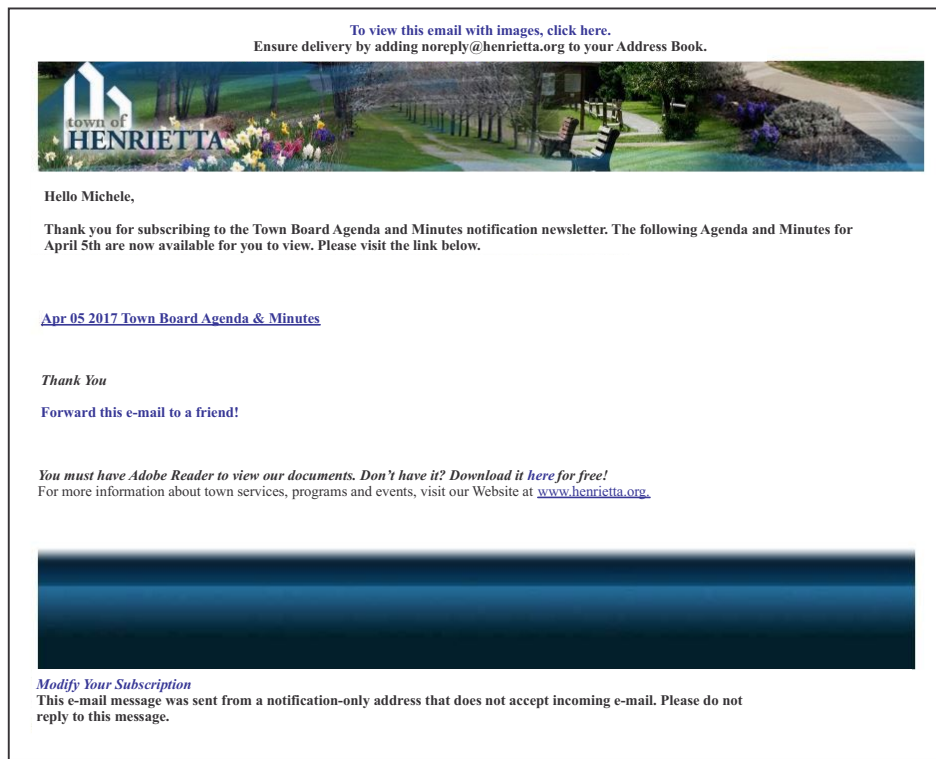 To view this email with images, click here.
Ensure delivery by adding noreply@henrietta.org to your Address Book.
town of
HENRIETTA
Hello Michele,
Thank you for subscribing to the Town Board Agenda and Minutes notification newsletter. The following Agenda and Minutes for
April 5th are now available for you to view. Please visit the link below.
Apr 05 2017 Town Board Agenda & Minutes
Thank You
Forward this e-mail to a friend!
You must have Adobe Reader to view our documents. Don't have it? Download it here for free!
For more information about town services, programs and events, visit our Website at www.henrietta.org.
Modify Your Subscription
This e-mail message was sent from a notification-only address that does not accept incoming e-mail. Please do not
reply to this message.